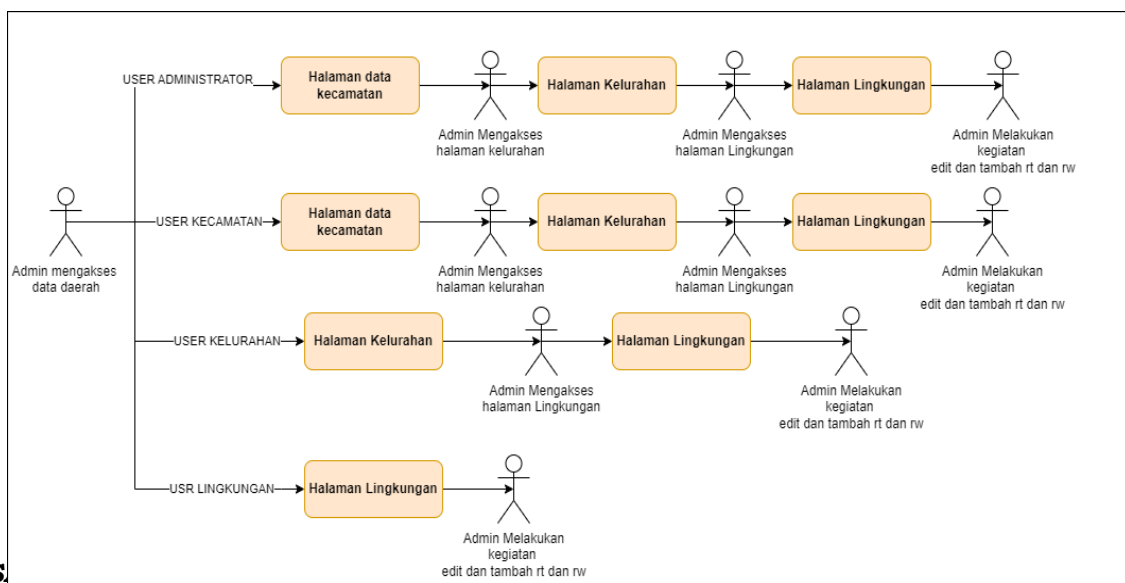 USER ADMINISTRATOR
Halaman data
kecamatan
Admin Mengakses
halaman kelurahan
Halaman Kelurahan
Admin Mengakses
halaman Lingkungan
Halaman Lingkungan
Admin Melakukan
kegiatan
edit dan tambah rt dan rw
Admin mengakses
data daerah
USER KECAMATAN
Halaman data
kecamatan
Admin Mengakses
halaman kelurahan
Halaman Kelurahan
Admin Mengakses
halaman Lingkungan
Halaman Lingkungan
Admin Melakukan
kegiatan
edit dan tambah rt dan rw
USER KELURAHAN
Halaman Kelurahan
Admin Mengakses
halaman Lingkungan
Halaman Lingkungan
Admin Melakukan
kegiatan
edit dan tambah rt dan rw
USR LINGKUNGAN
Halaman Lingkungan
Admin Melakukan
kegiatan
edit dan tambah rt dan rw